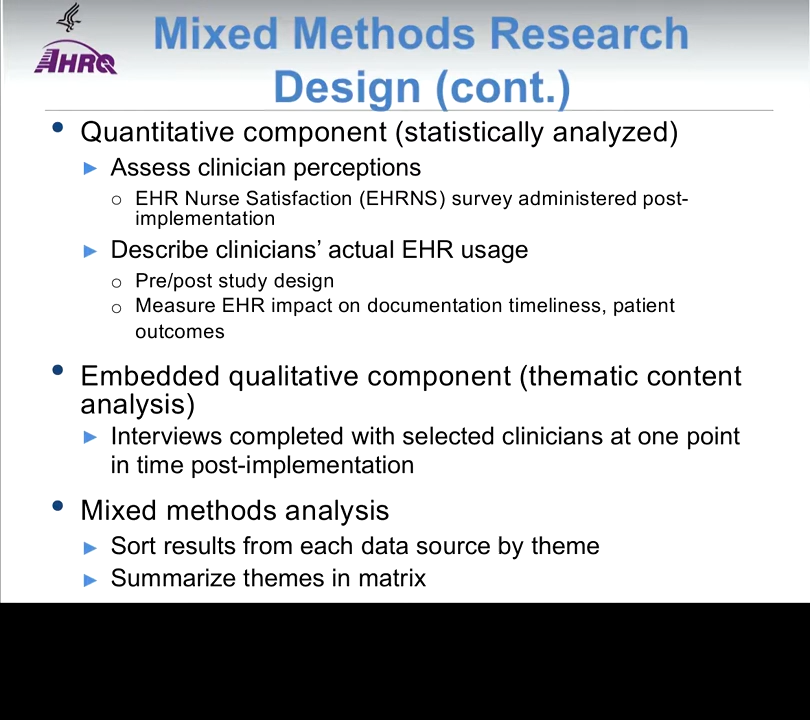 AHRQ
Mixed Methods Research
Design (cont.)
• Quantitative component (statistically analyzed)
► Assess clinician perceptions
○ EHR Nurse Satisfaction (EHRNS) survey administered post-
implementation
► Describe clinicians’ actual EHR usage
○ Pre/post study design
○ Measure EHR impact on documentation timeliness, patient
outcomes
• Embedded qualitative component (thematic content
analysis)
► Interviews completed with selected clinicians at one point
in time post-implementation
• Mixed methods analysis
► Sort results from each data source by theme
► Summarize themes in matrix